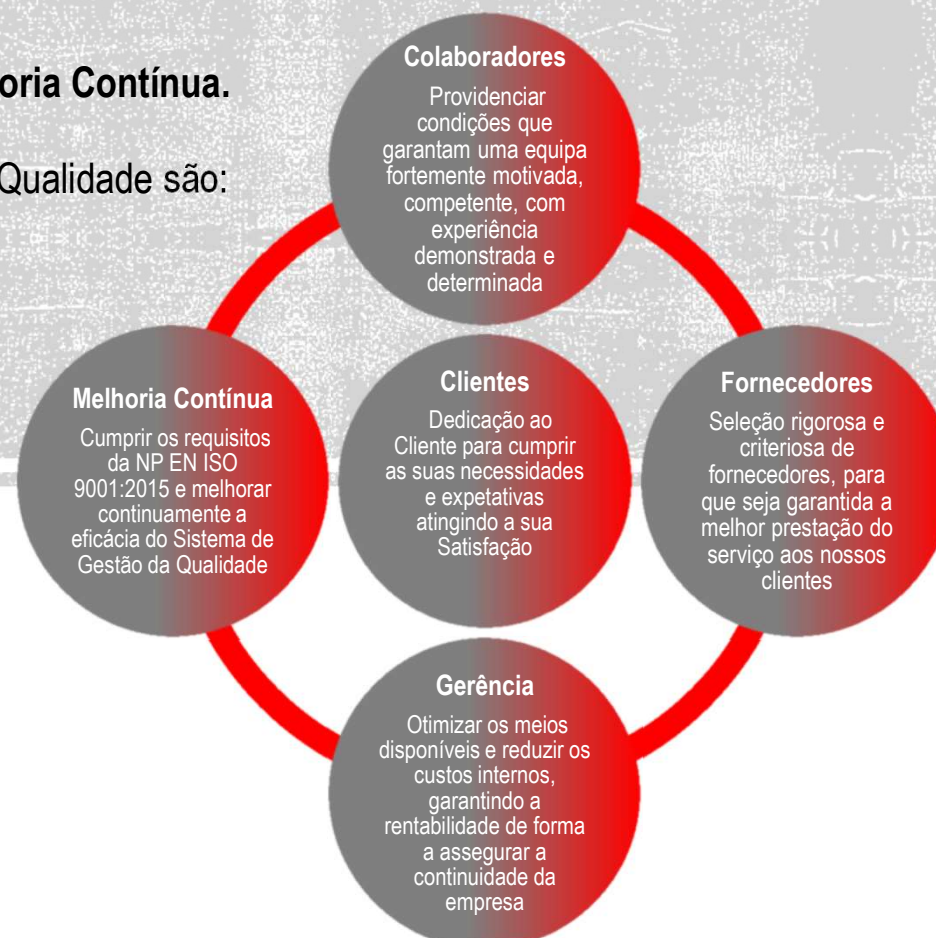 oria Contínua.
Qualidade são:
Colaboradores
Providenciar
condições que
garantam uma equipa
fortemente motivada,
competente, com
experiência
demonstrada e
determinada
Melhoria Contínua
Cumprir os requisitos
da NP EN ISO
9001:2015 e melhorar
continuamente a
eficácia do Sistema de
Gestão da Qualidade
Clientes
Dedicação ao
Cliente para cumprir
as suas necessidades
e expetativas
atingindo a sua
Satisfação
Fornecedores
Seleção rigorosa e
criteriosa de
fornecedores, para
que seja garantida a
melhor prestação do
serviço aos nossos
clientes
Gerência
Otimizar os meios
disponíveis e reduzir os
custos internos,
garantindo a
rentabilidade de forma
a assegurar a
continuidade da
empresa